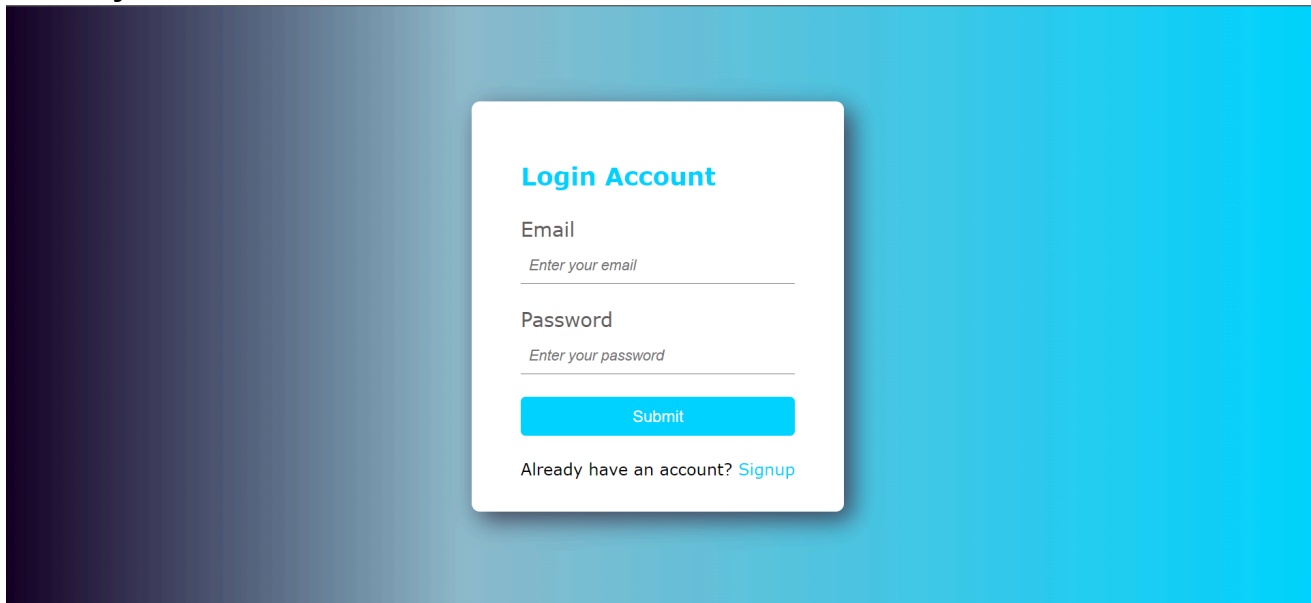 Login Account
Email
Enter your email
Password
Enter your password
Submit
Already have an account? Signup